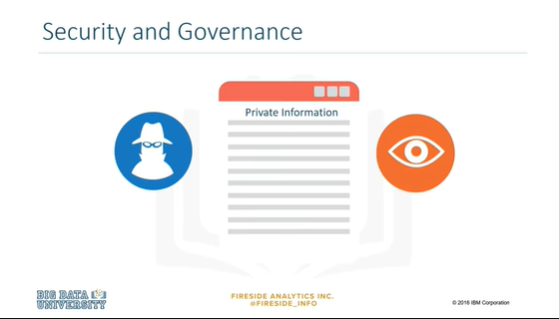 Security and Governance
Private Information
BIG DATA
UNIVERSITY
FIRESIDE ANALYTICS INC.
@FIRESIDE_INFO
© 2016 IBM Corporation